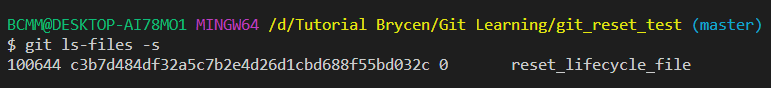 BCMM@DESKTOP-AI78MO1 MINGW64 /d/Tutorial Brycen/Git Learning/git_reset_test (master)
$ git ls-files -s
100644 c3b7d484df32a5c7b2e4d26d1cbd688f55bd032c 0       reset_lifecycle_file